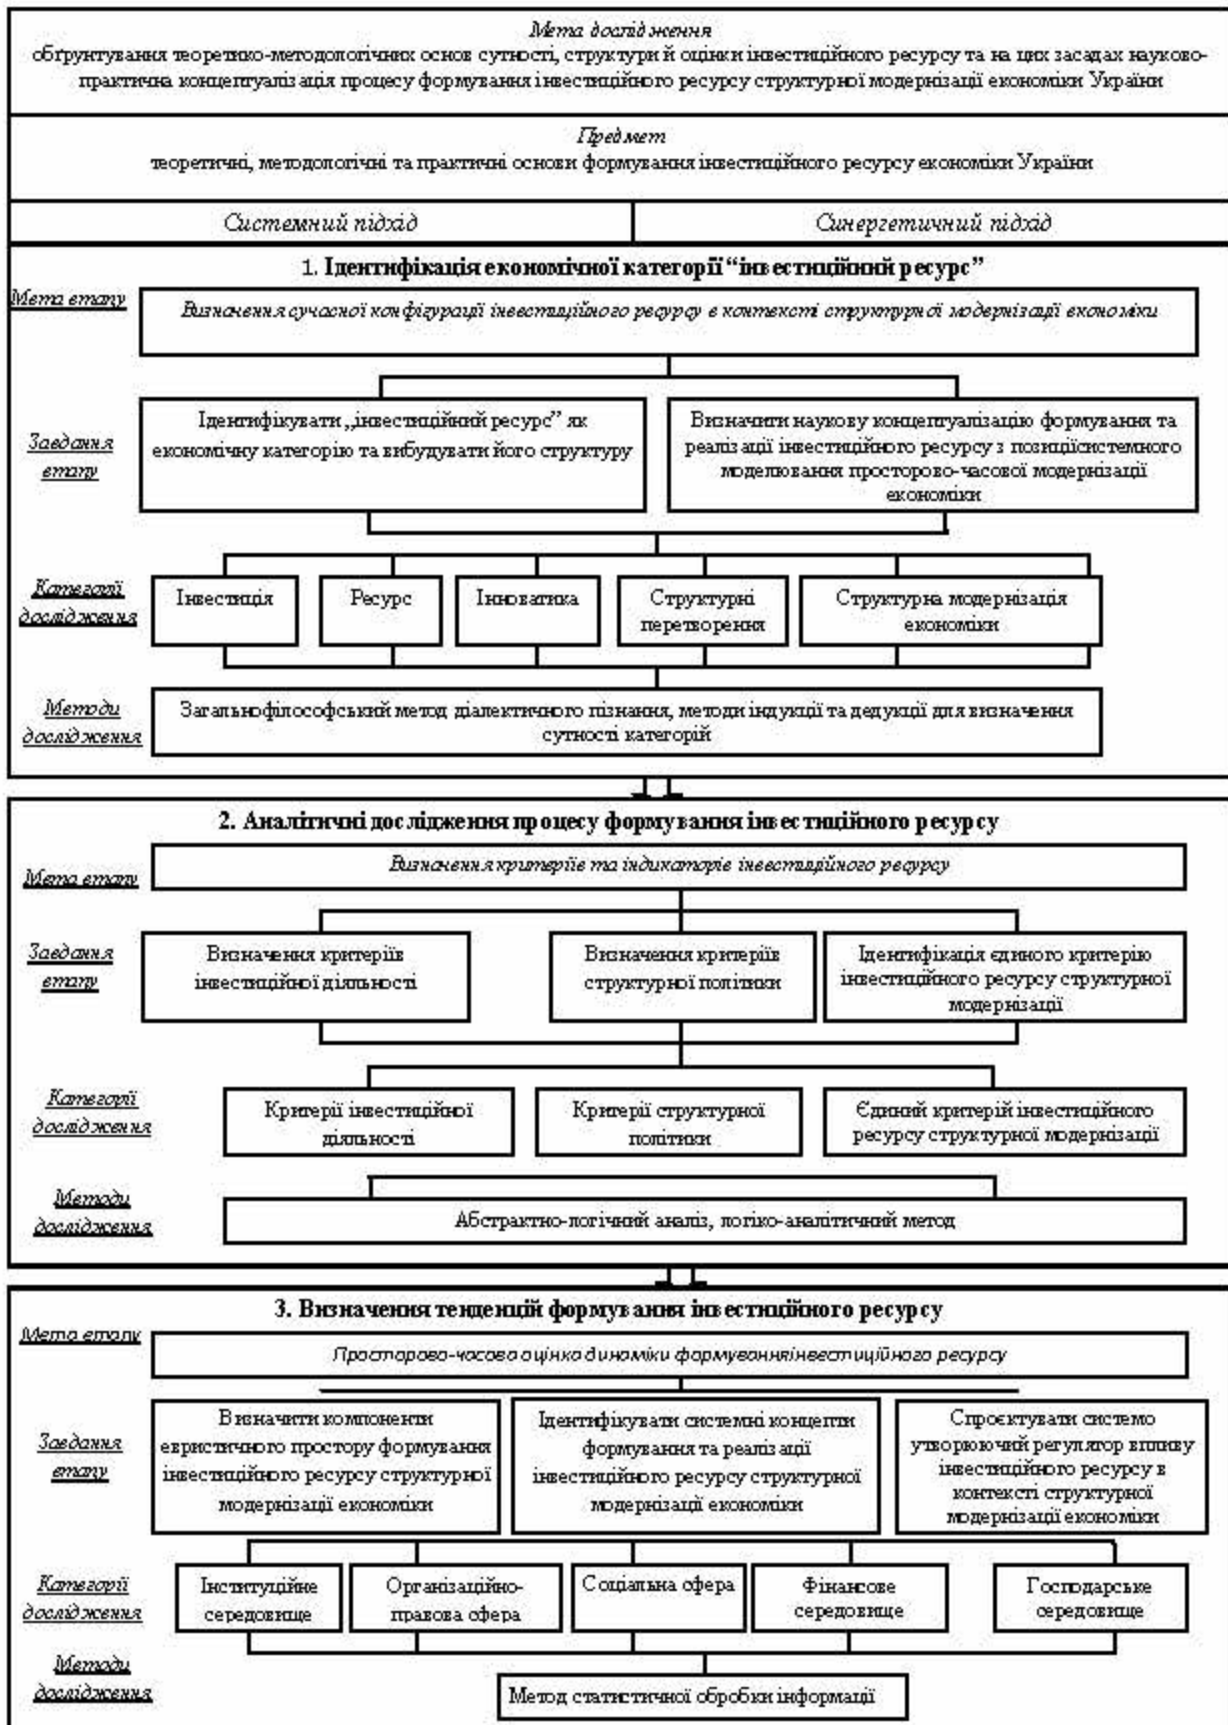 Мета дослідження
обґрунтування теоретико-методологічних основ сутності, структури й оцінки інвестиційного ресурсу та на цих засадах науково-
практична концептуалізація процесу формування інвестиційного ресурсу структурної модернізації економіки України
Предмет
теоретичні, методологічні та практичні основи формування інвестиційного ресурсу економіки України
Системний підхід
Синергетичний підхід
1. Ідентифікація економічної категорії “інвестиційний ресурс”
Мета етапу
Визначення сучасної конфігурації інвестиційного ресурсу в контексті структурної модернізації економіки
Завдання
етапу
Ідентифікувати „інвестиційний ресурс” як
економічну категорію та вибудувати його структуру
Визначити наукову концептуалізацію формування та
реалізації інвестиційного ресурсу з позиціїсистемного
моделювання просторово-часової модернізації
економіки
Категорії
дослідження
Інвестиція
Ресурс
Інноватика
Структурні
перетворення
Структурна модернізація
економіки
Методи
дослідження
Загальнофілософський метод діалектичного пізнання, методи індукції та дедукції для визначення
сутності категорій
2. Аналітичні дослідження процесу формування інвестиційного ресурсу
Мета етапу
Визначення критеріїв та індикаторів інвестиційного ресурсу
Завдання
етапу
Визначення критеріїв
інвестиційної діяльності
Визначення критеріїв
структурної політики
Ідентифікація єдиного критерію
інвестиційного ресурсу структурної
модернізації
Категорії
дослідження
Критерії інвестиційної
діяльності
Критерії структурної
політики
Єдиний критерій інвестиційного
ресурсу структурної модернізації
Методи
дослідження
Абстрактно-логічний аналіз, логіко-аналітичний метод
3. Визначення тенденцій формування інвестиційного ресурсу
Мета етапу
Просторово-часова оцінка динаміки формуванняінвестиційного ресурсу
Завдання
етапу
Визначити компоненти
евристичного простору формування
інвестиційного ресурсу структурної
модернізації економіки
Ідентифікувати системні концепти
формування та реалізації
інвестиційного ресурсу структурної
модернізації економіки
Спроєктувати системо
утворюючий регулятор впливу
інвестиційного ресурсу в
контексті структурної
модернізації економіки
Категорії
дослідження
Інституційне
середовище
Організаційно-
правова сфера
Соціальна сфера
Фінансове
середовище
Господарське
середовище
Методи
дослідження
Метод статистичної обробки інформації